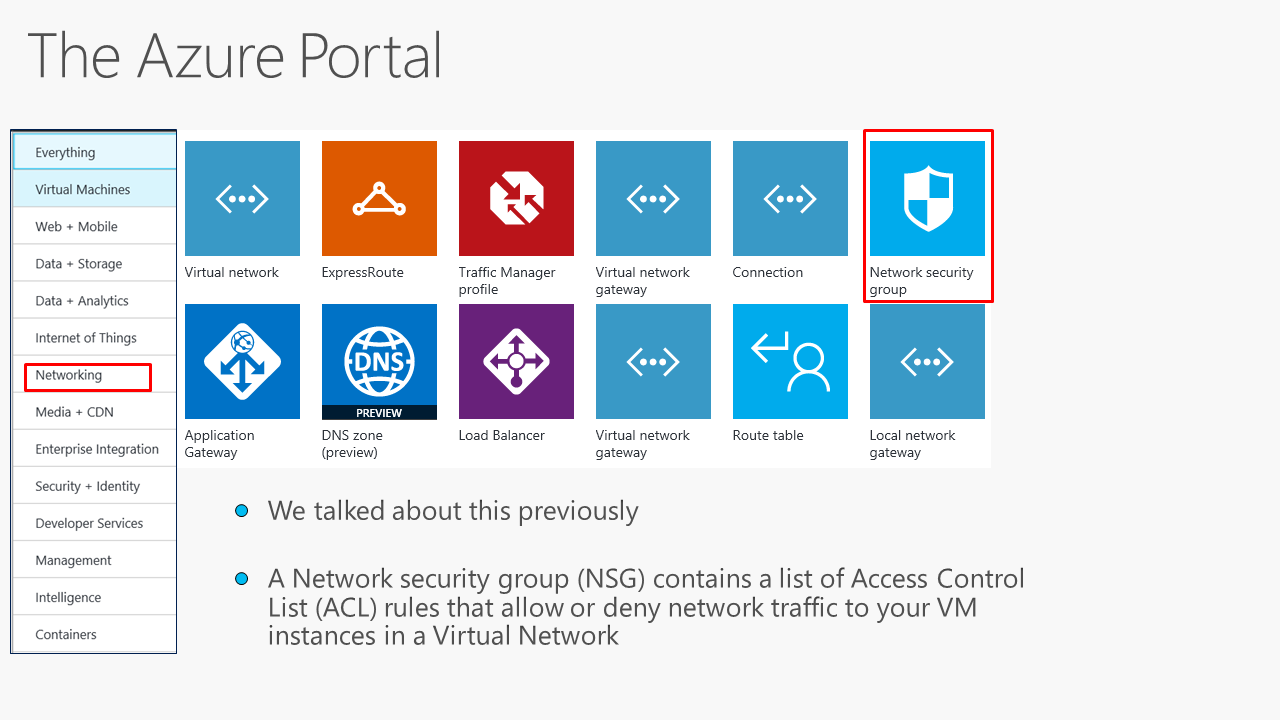 The Azure Portal
Everything
Virtual Machines
Web + Mobile
Data + Storage
Data + Analytics
Internet of Things
Networking
Media + CDN
Enterprise Integration
Security + Identity
Developer Services
Management
Intelligence
Containers
Virtual network
ExpressRoute
Traffic Manager
profile
Virtual network
gateway
Connection
Network security
group
Application
Gateway
DNS
PREVIEW
DNS zone
(preview)
Load Balancer
Virtual network
gateway
Route table
Local network
gateway
We talked about this previously
A Network security group (NSG) contains a list of Access Control
List (ACL) rules that allow or deny network traffic to your VM
instances in a Virtual Network